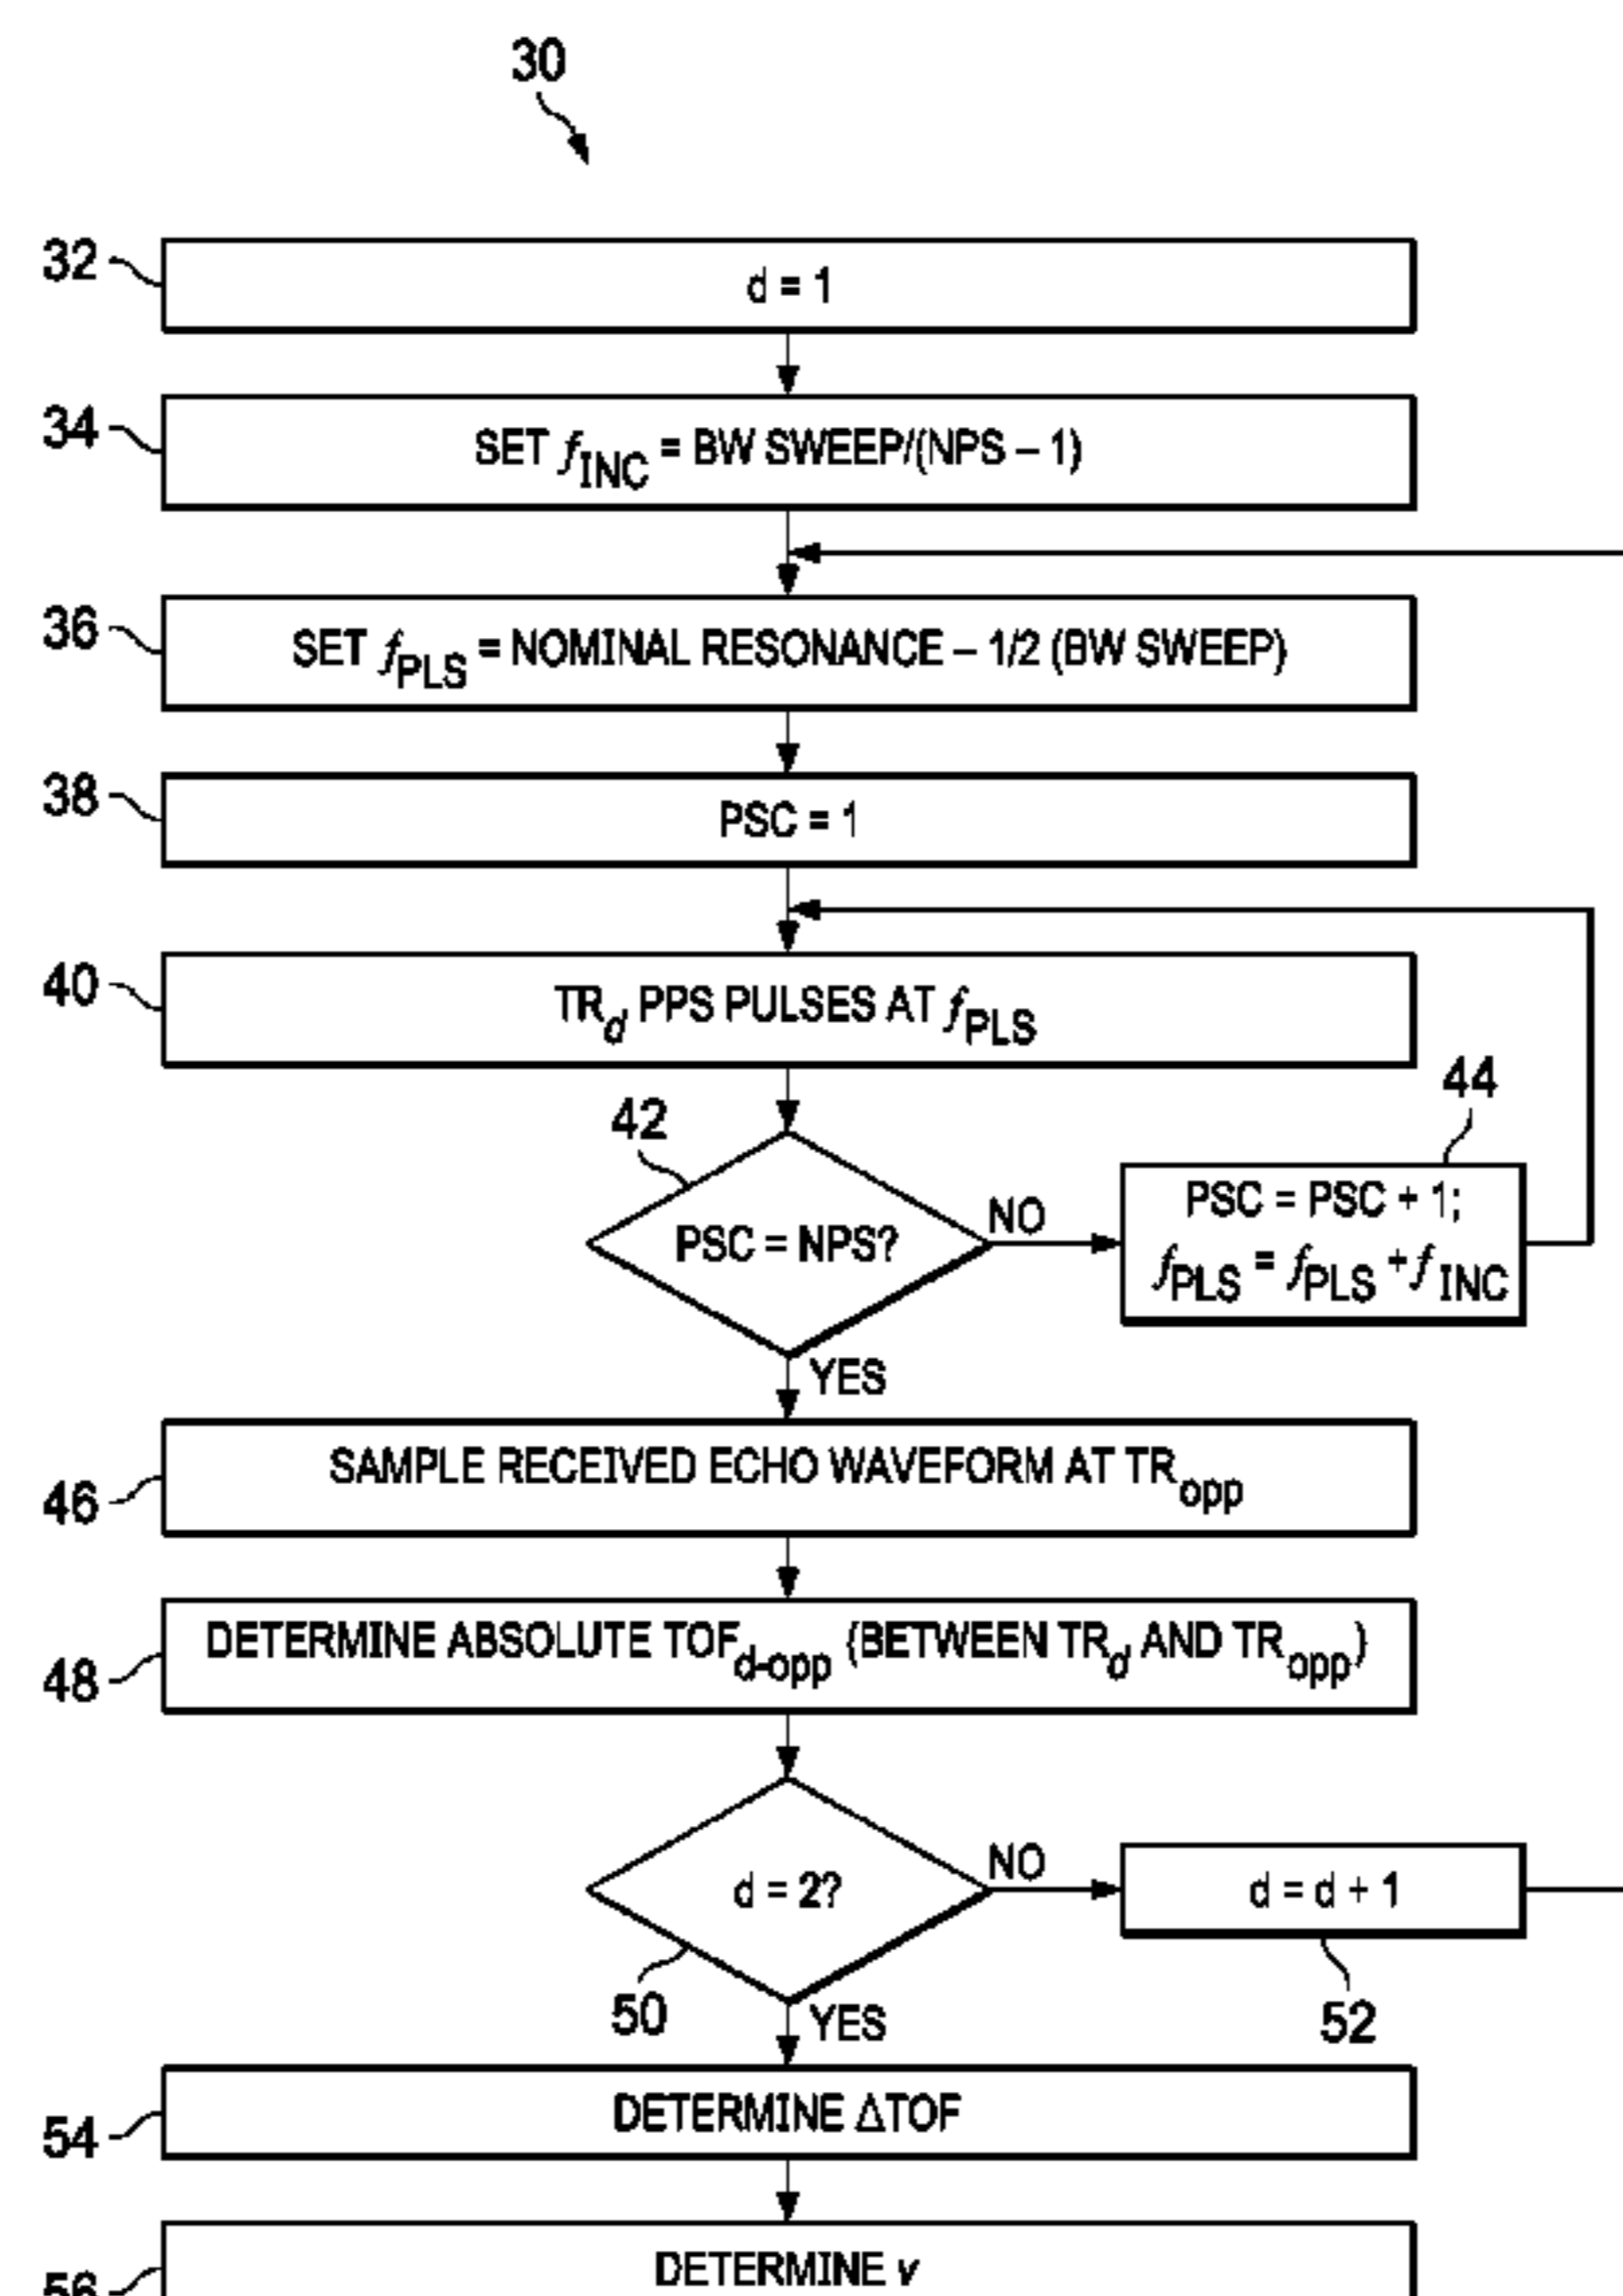 30
32
d = 1
34
SET fINC = BW SWEEP/(NPS – 1)
36
SET fPLS = NOMINAL RESONANCE – 1/2 (BW SWEEP)
38
PSC = 1
40
TRd PPS PULSES AT fPLS
42
PSC = NPS?
NO
44
PSC = PSC + 1;
fPLS = fPLS + fINC
YES
46
SAMPLE RECEIVED ECHO WAVEFORM AT TRopp
48
DETERMINE ABSOLUTE TOFd-opp (BETWEEN TRd AND TRopp)
d = 2?
NO
d = d + 1
50
52
YES
54
DETERMINE ΔTOF
56
DETERMINE v